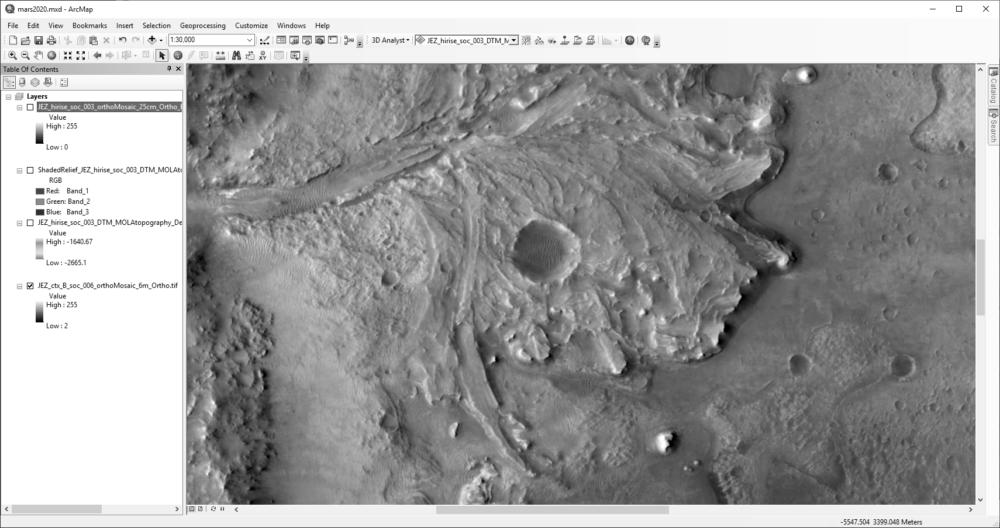 mars2020.mxd - ArcMap
File Edit View Bookmarks Insert Selection Geoprocessing Customize Windows Help
1:30,000 3D Analyst JEZ_hirise_soc_003_DTM_M
XY
Table Of Contents
Layers
JEZ_hirise_soc_003_orthoMosaic_25cm_Ortho_
Value
High : 255
Low : 0
ShadedRelief_JEZ_hirise_soc_003_DTM_MOLAt
RGB
Red: Band_1
Green: Band_2
Blue: Band_3
JEZ_hirise_soc_003_DTM_MOLAtopography_De
Value
High : -1640.67
Low : -2665.1
JEZ_ctx_B_soc_006_orthoMosaic_6m_Ortho.tif
Value
High : 255
Low : 2
Catalog
Search
-5547.504 3399.048 Meters